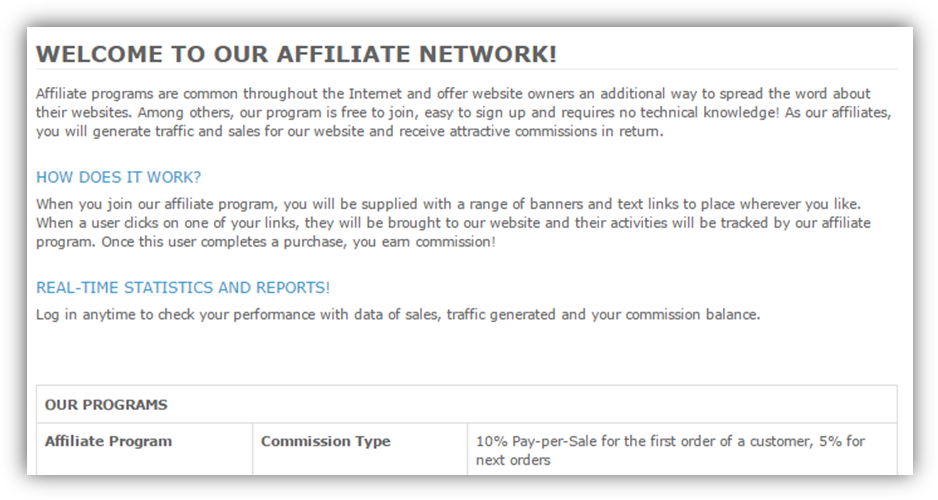 WELCOME TO OUR AFFILIATE NETWORK!
Affiliate programs are common throughout the Internet and offer website owners an additional way to spread the word about
their websites. Among others, our program is free to join, easy to sign up and requires no technical knowledge! As our affiliates,
you will generate traffic and sales for our website and receive attractive commissions in return.
HOW DOES IT WORK?
When you join our affiliate program, you will be supplied with a range of banners and text links to place wherever you like.
When a user clicks on one of your links, they will be brought to our website and their activities will be tracked by our affiliate
program. Once this user completes a purchase, you earn commission!
REAL-TIME STATISTICS AND REPORTS!
Log in anytime to check your performance with data of sales, traffic generated and your commission balance.
OUR PROGRAMS
Affiliate Program Commission Type 10% Pay-per-Sale for the first order of a customer, 5% for
next orders